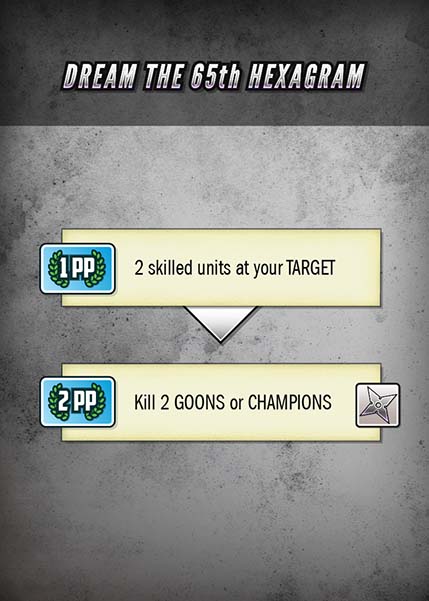 DREAM THE 65th HEXAGRAM
1 PP
2 skilled units at your TARGET
2 PP
Kill 2 GOONS or CHAMPIONS